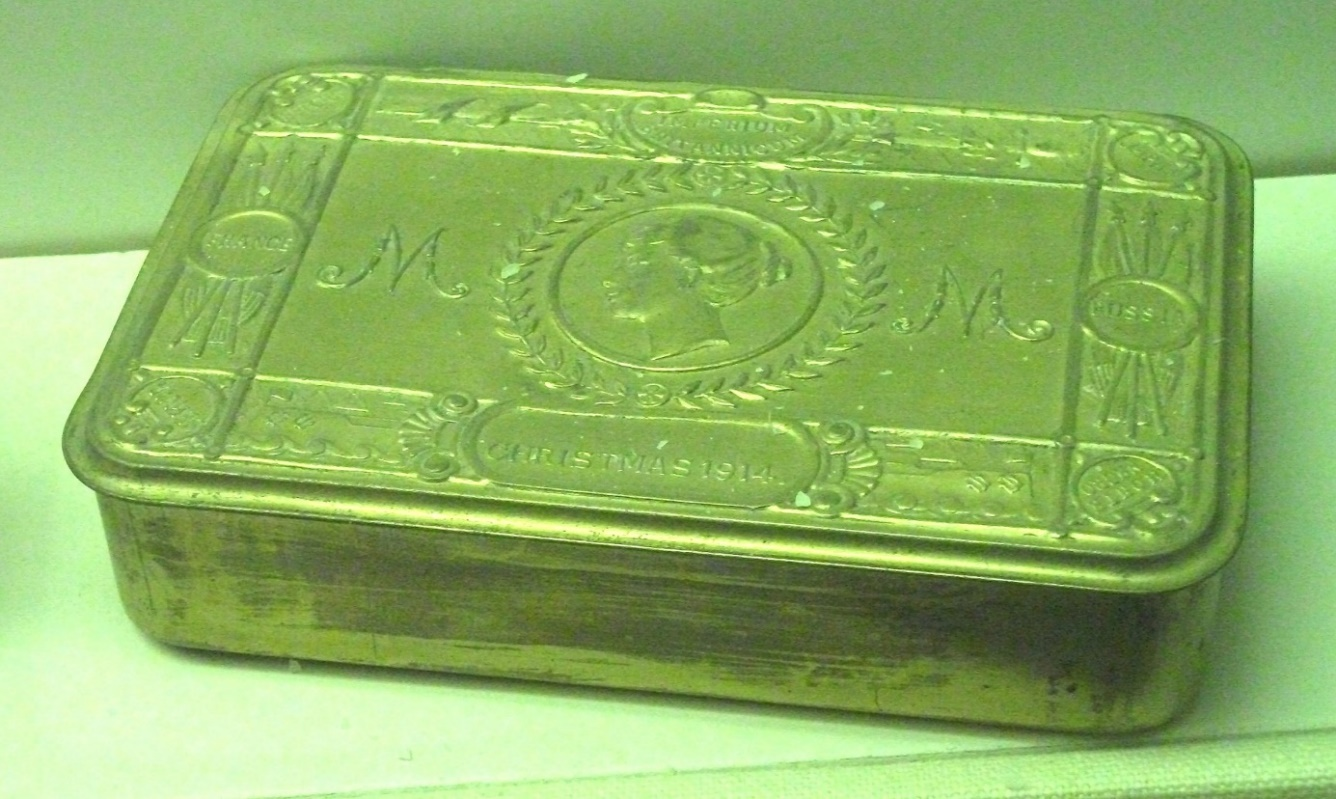 IMPERIUM
BRITANNICUM
FRANCE
M
M
RUSSIA
CHRISTMAS 1914